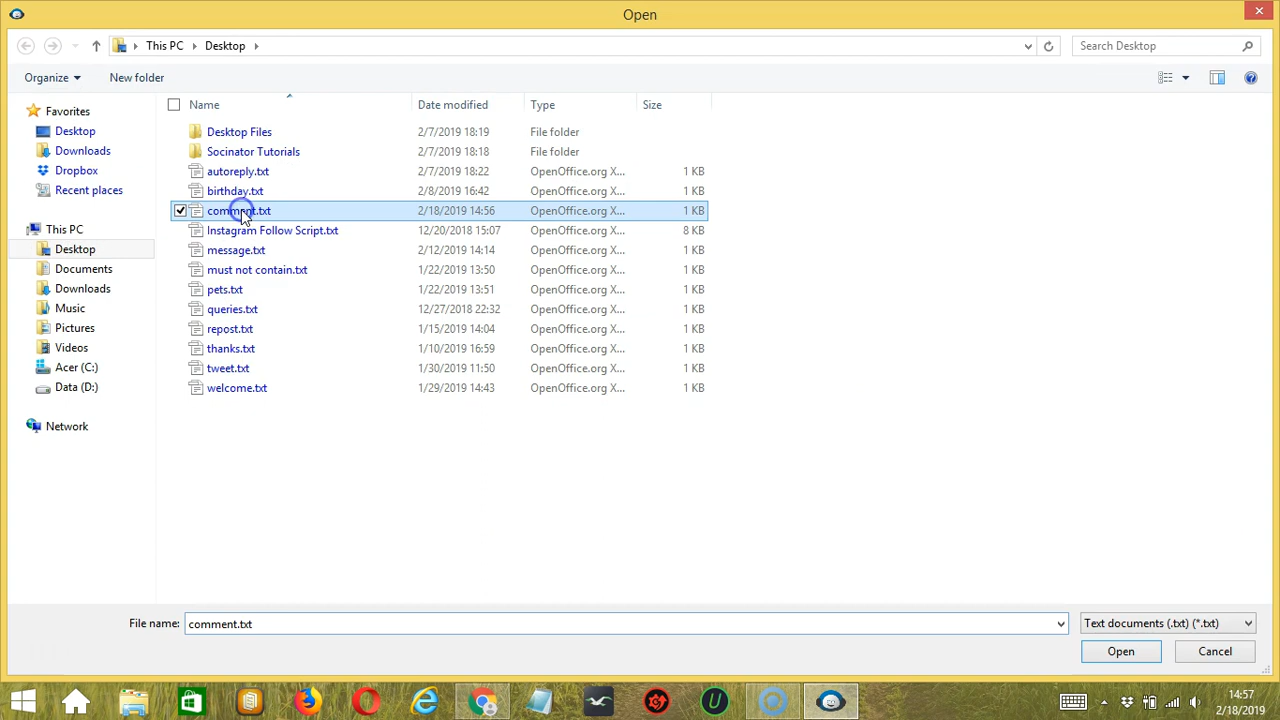 Open
This PC
Desktop
Search Desktop
Organize
New folder
Name
Date modified
Type
Size
Favorites
Desktop
Downloads
Dropbox
Recent places
This PC
Desktop
Documents
Downloads
Music
Pictures
Videos
Acer (C:)
Data (D:)
Network
Desktop Files 2/7/2019 18:19 File folder
Socinator Tutorials 2/7/2019 18:18 File folder
autoreply.txt 2/7/2019 18:22 OpenOffice.org X... 1 KB
birthday.txt 2/8/2019 16:42 OpenOffice.org X... 1 KB
comment.txt 2/18/2019 14:56 OpenOffice.org X... 1 KB
Instagram Follow Script.txt 12/20/2018 15:07 OpenOffice.org X... 8 KB
message.txt 2/12/2019 14:14 OpenOffice.org X... 1 KB
must not contain.txt 1/22/2019 13:50 OpenOffice.org X... 1 KB
pets.txt 1/22/2019 13:51 OpenOffice.org X... 1 KB
queries.txt 12/27/2018 22:32 OpenOffice.org X... 1 KB
repost.txt 1/15/2019 14:04 OpenOffice.org X... 1 KB
thanks.txt 1/10/2019 16:59 OpenOffice.org X... 1 KB
tweet.txt 1/30/2019 11:50 OpenOffice.org X... 1 KB
welcome.txt 1/29/2019 14:43 OpenOffice.org X... 1 KB
File name: comment.txt
Text documents (.txt) (*.txt)
Open
Cancel
14:57
2/18/2019